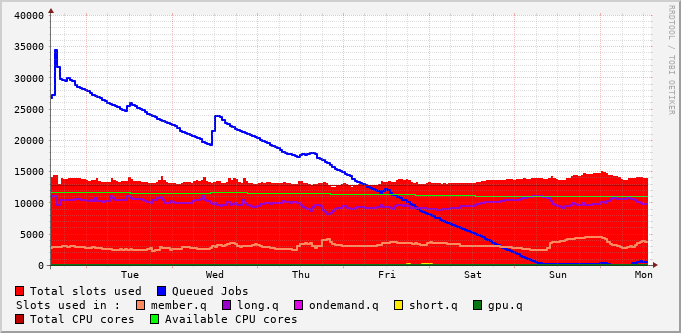 40000
35000
30000
25000
20000
15000
10000
5000
0
Tue Wed Thu Fri Sat Sun Mon
Total slots used Queued Jobs
Slots used in : member.q long.q ondemand.q short.q gpu.q
Total CPU cores Available CPU cores
RRDTOOL / TOBI OETIKER